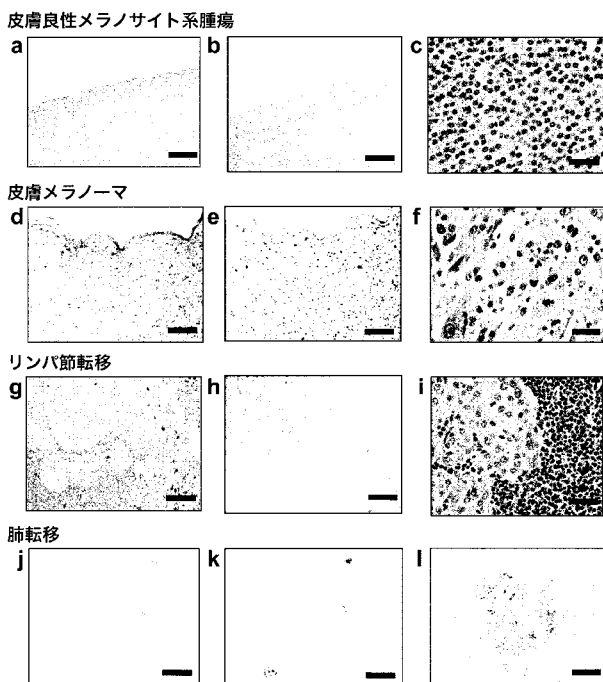 皮膚良性メラノサイト系腫瘍
a b c
皮膚メラノーマ
d e f
リンパ節転移
g h i
肺転移
j k l